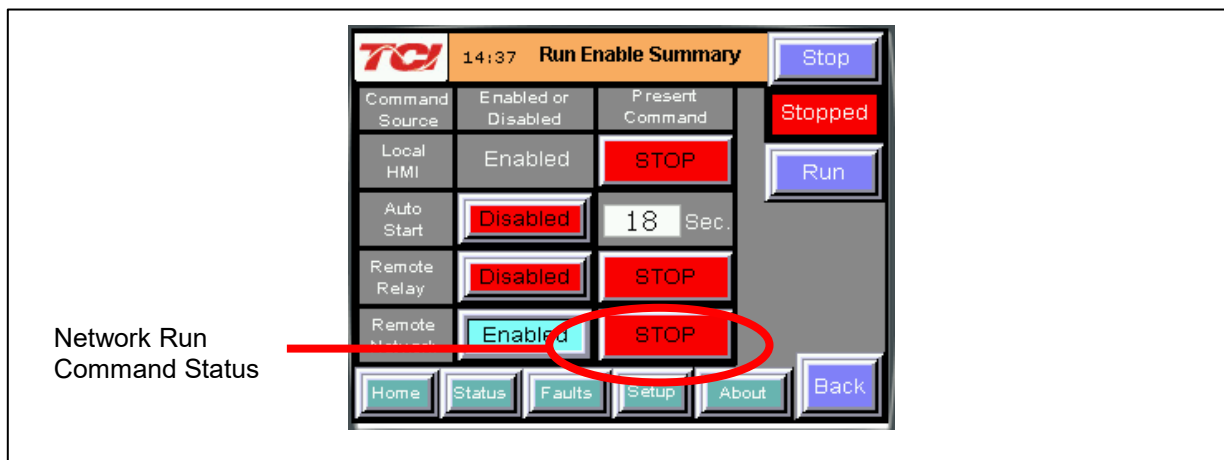 TCI
14:37
Run Enable Summary
Stop
Command
Source
Enabled or
Disabled
Present
Command
Stopped
Local
HMI
Enabled
STOP
Run
Auto
Start
Disabled
18
Sec.
Remote
Relay
Disabled
STOP
Remote
Enabled
STOP
Network Run
Command Status
Home
Status
Faults
Setup
About
Back